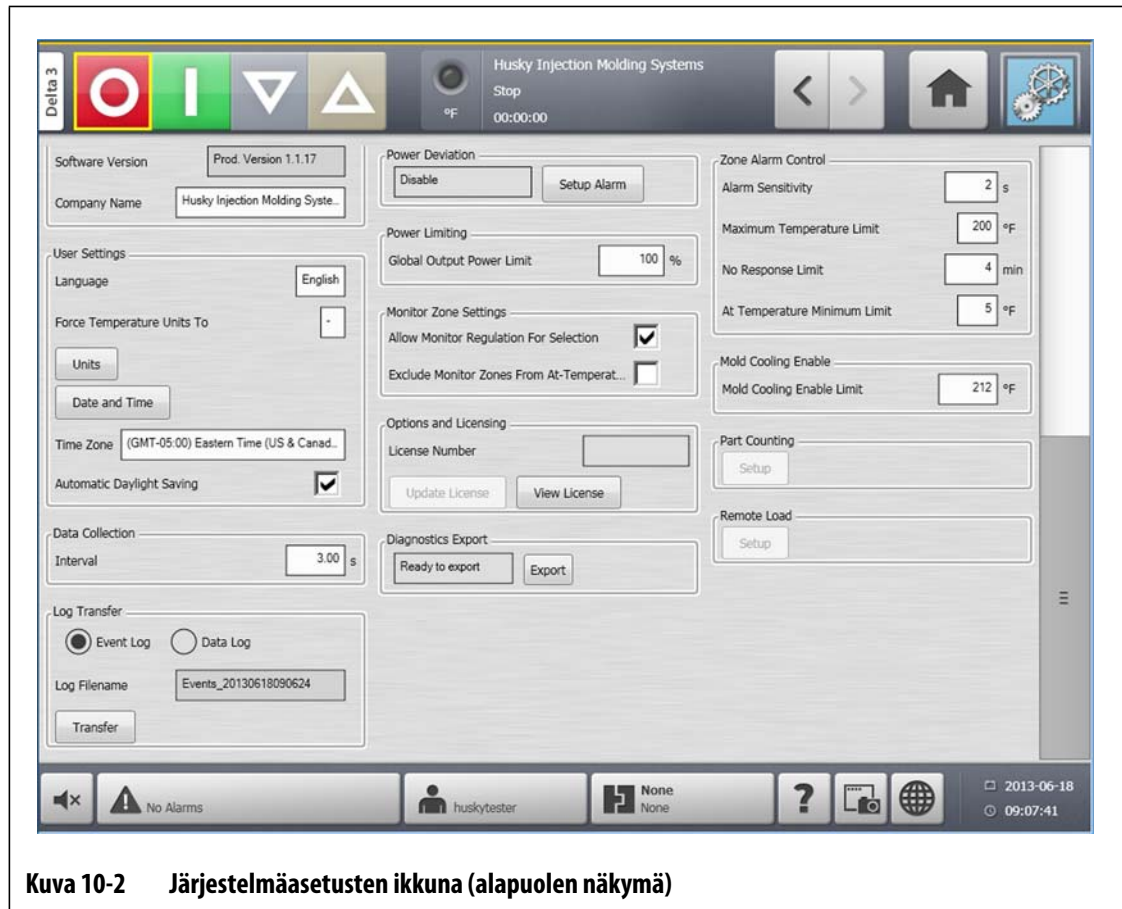 Delta 3
°F
Husky Injection Molding Systems
Stop
00:00:00
Software Version
Prod. Version 1.1.17
Company Name
Husky Injection Molding Syste..
User Settings
Language
English
Force Temperature Units To
-
Units
Date and Time
Time Zone
(GMT-05:00) Eastern Time (US & Canad..
Automatic Daylight Saving
Data Collection
Interval
3.00 s
Log Transfer
Event Log
Data Log
Log Filename
Events_20130618090624
Transfer
Power Deviation
Disable
Setup Alarm
Power Limiting
Global Output Power Limit
100 %
Monitor Zone Settings
Allow Monitor Regulation For Selection
Exclude Monitor Zones From At-Temperat...
Options and Licensing
License Number
Update License
View License
Diagnostics Export
Ready to export
Export
Zone Alarm Control
Alarm Sensitivity
2 s
Maximum Temperature Limit
200 °F
No Response Limit
4 min
At Temperature Minimum Limit
5 °F
Mold Cooling Enable
Mold Cooling Enable Limit
212 °F
Part Counting
Setup
Remote Load
Setup
No Alarms
huskytester
None
None
?
2013-06-18
09:07:41
Kuva 10-2 Järjestelmäasetusten ikkuna (alapuolen näkymä)